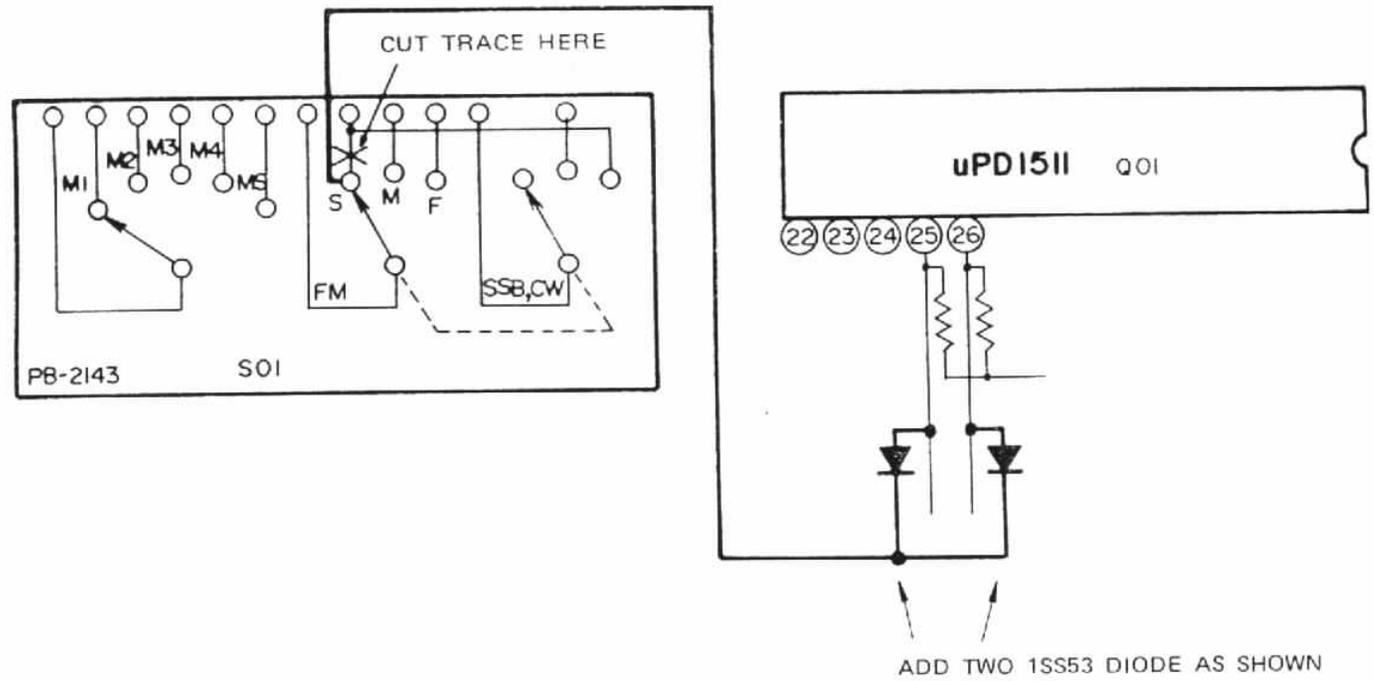 CUT TRACE HERE
M1
M2
M3
M4
M5
S
M
F
FM
SSB,CW
PB-2143
S01
uPD1511 Q01
22 23 24 25 26
ADD TWO 1SS53 DIODE AS SHOWN